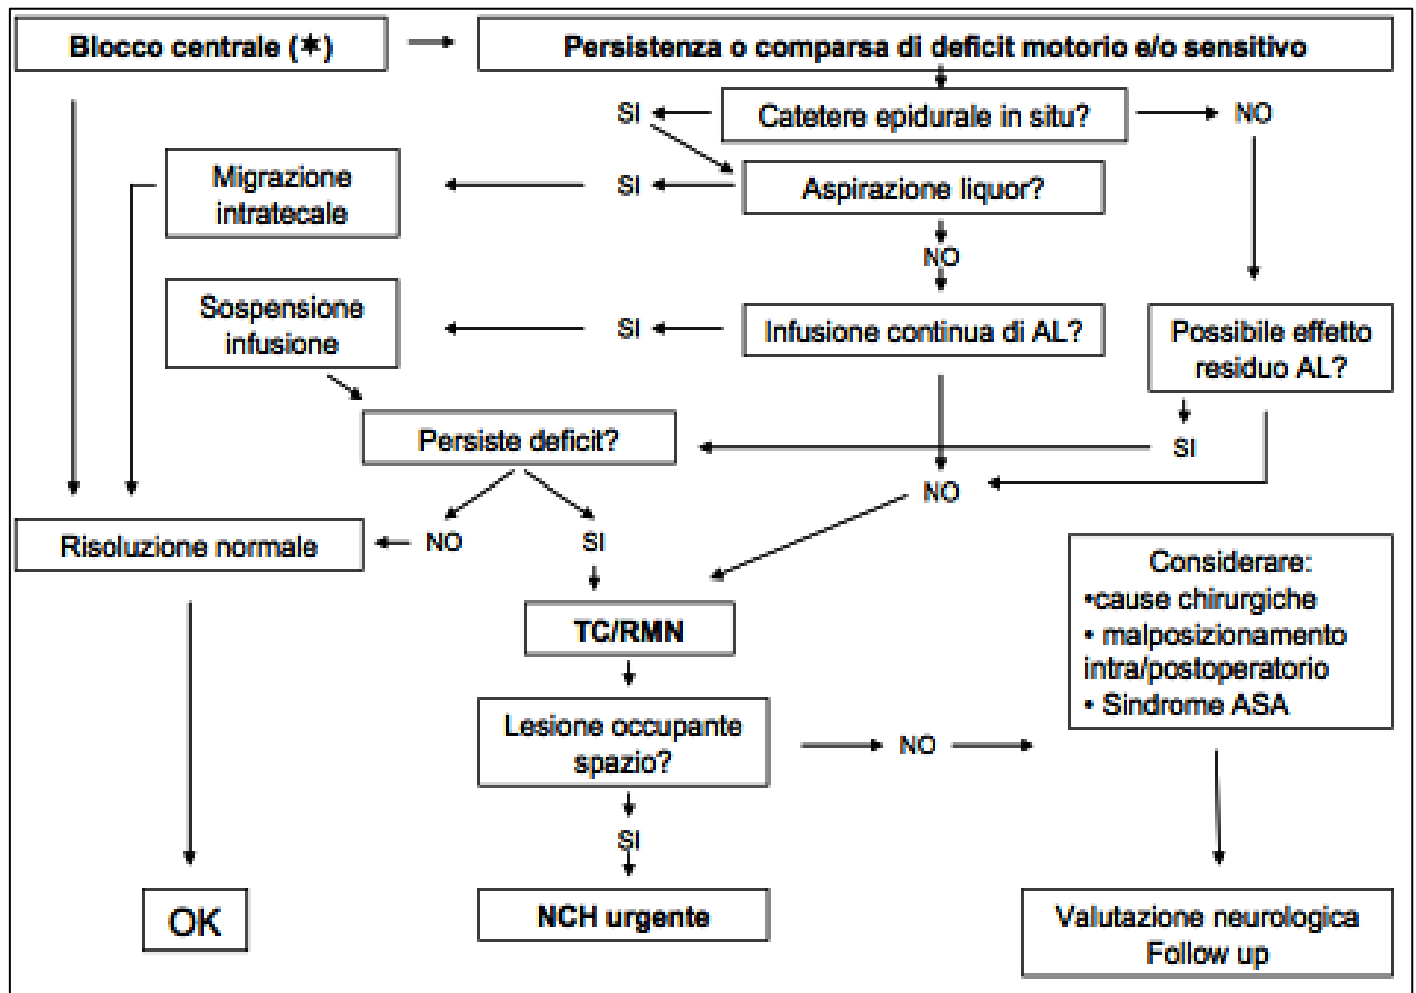 Blocco centrale (✶)
Persistenza o comparsa di deficit motorio e/o sensitivo
SI
Catetere epidurale in situ?
NO
Migrazione
intratecale
SI
Aspirazione liquor?
NO
Sospensione
infusione
SI
Infusione continua di AL?
Possibile effetto
residuo AL?
Persiste deficit?
SI
NO
Risoluzione normale
NO
SI
Considerare:
•cause chirurgiche
• malposizionamento
intra/postoperatorio
• Sindrome ASA
TC/RMN
Lesione occupante
spazio?
NO
SI
OK
NCH urgente
Valutazione neurologica
Follow up